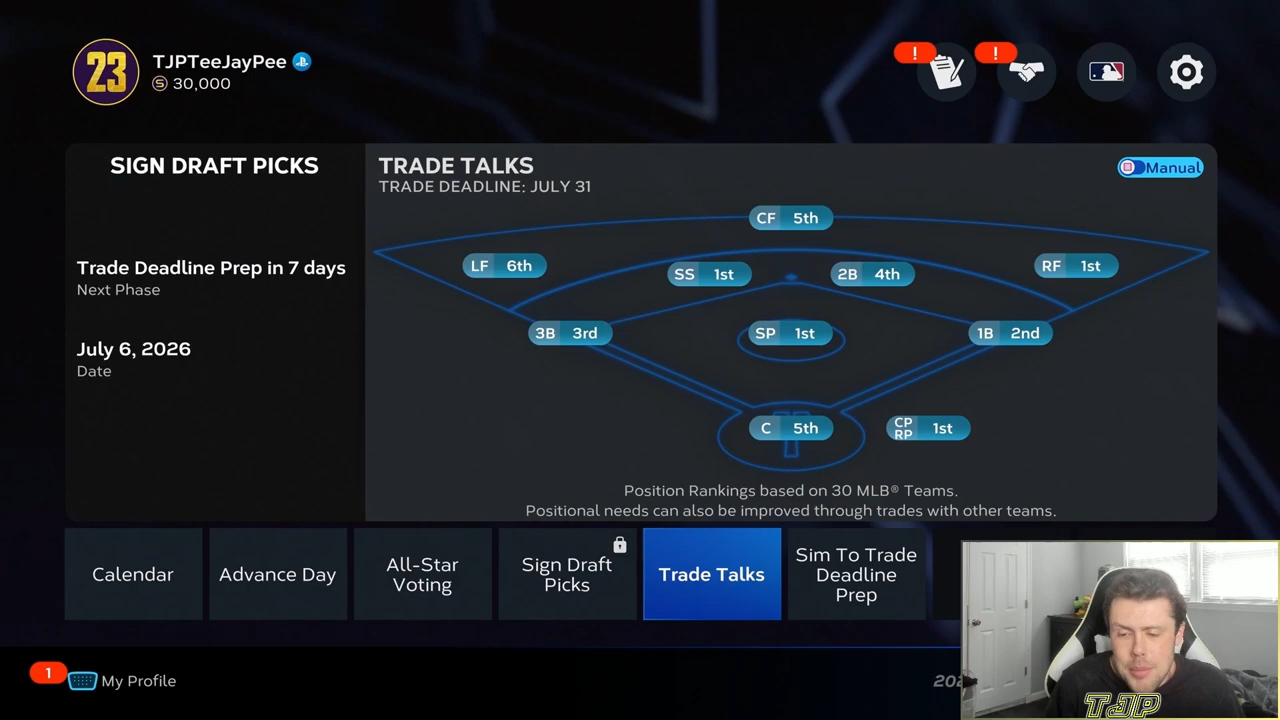 23
TJPTeeJayPee
S 30,000
!
!
SIGN DRAFT PICKS
Trade Deadline Prep in 7 days
Next Phase
July 6, 2026
Date
TRADE TALKS
TRADE DEADLINE: JULY 31
Manual
CF 5th
LF 6th
SS 1st
2B 4th
RF 1st
3B 3rd
SP 1st
1B 2nd
C 5th
CP
RP 1st
Position Rankings based on 30 MLB® Teams.
Positional needs can also be improved through trades with other teams.
Calendar
Advance Day
All-Star
Voting
Sign Draft
Picks
Trade Talks
Sim To Trade
Deadline
Prep
1
My Profile
TJP